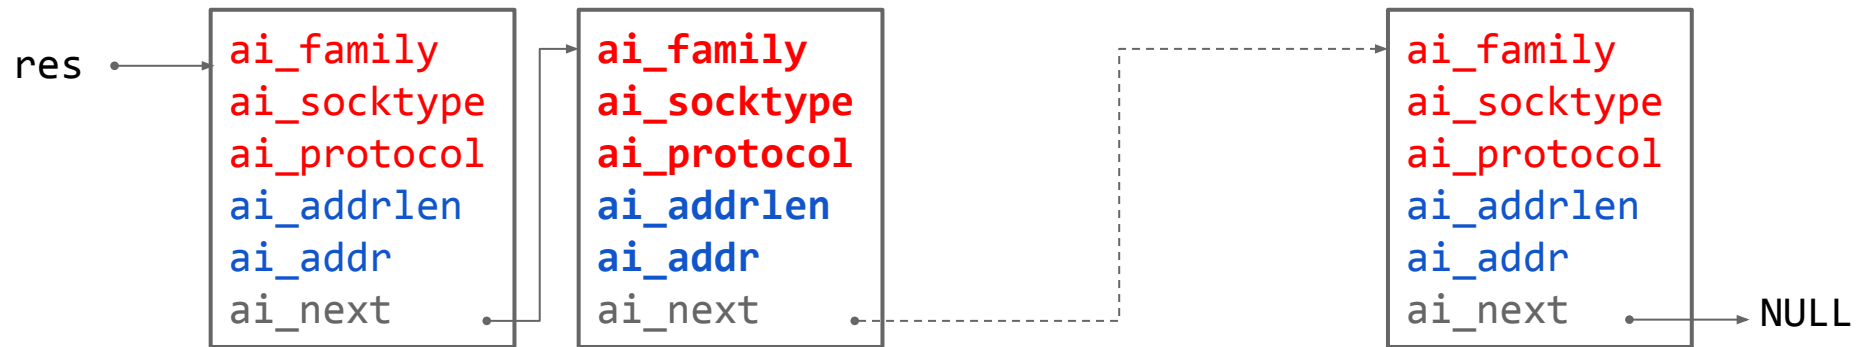 res
ai_family
ai_socktype
ai_protocol
ai_addrlen
ai_addr
ai_next
ai_family
ai_socktype
ai_protocol
ai_addrlen
ai_addr
ai_next
ai_family
ai_socktype
ai_protocol
ai_addrlen
ai_addr
ai_next
NULL